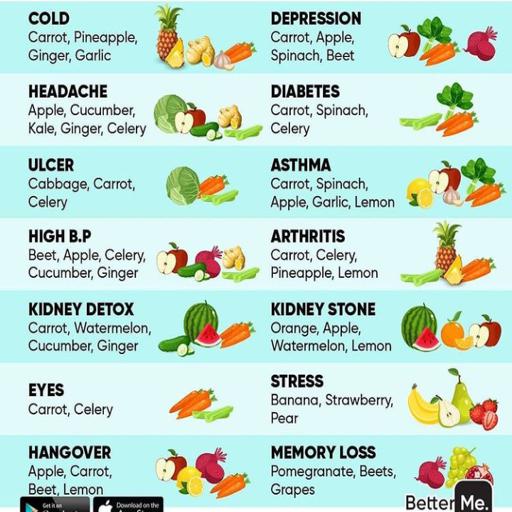 COLD
Carrot, Pineapple,
Ginger, Garlic
DEPRESSION
Carrot, Apple,
Spinach, Beet
HEADACHE
Apple, Cucumber,
Kale, Ginger, Celery
DIABETES
Carrot, Spinach,
Celery
ULCER
Cabbage, Carrot,
Celery
ASTHMA
Carrot, Spinach,
Apple, Garlic, Lemon
HIGH B.P
Beet, Apple, Celery,
Cucumber, Ginger
ARTHRITIS
Carrot, Celery,
Pineapple, Lemon
KIDNEY DETOX
Carrot, Watermelon,
Cucumber, Ginger
KIDNEY STONE
Orange, Apple,
Watermelon, Lemon
EYES
Carrot, Celery
STRESS
Banana, Strawberry,
Pear
HANGOVER
Apple, Carrot,
Beet, Lemon
MEMORY LOSS
Pomegranate, Beets,
Grapes
Get it on
Download on the
BetterMe.